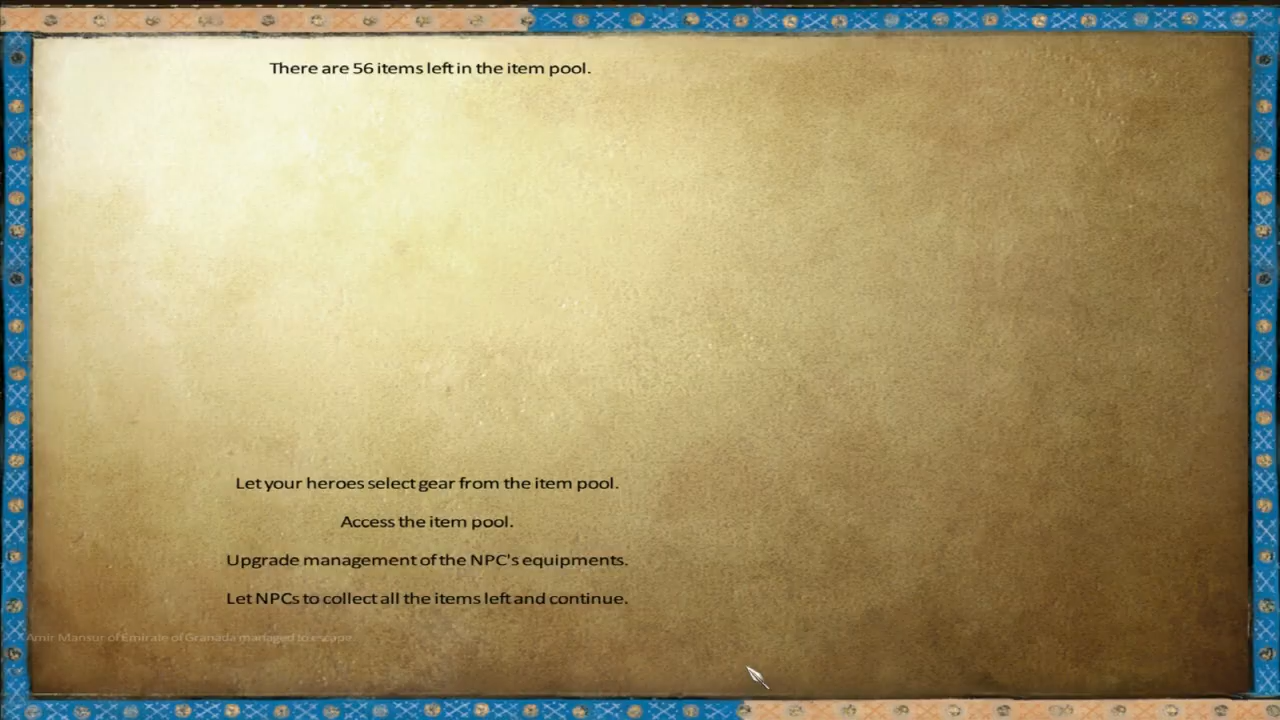 There are 56 items left in the item pool.
Let your heroes select gear from the item pool.
Access the item pool.
Upgrade management of the NPC's equipments.
Let NPCs to collect all the items left and continue.
Amir Mansur of Emirate of Granada managed to escape.